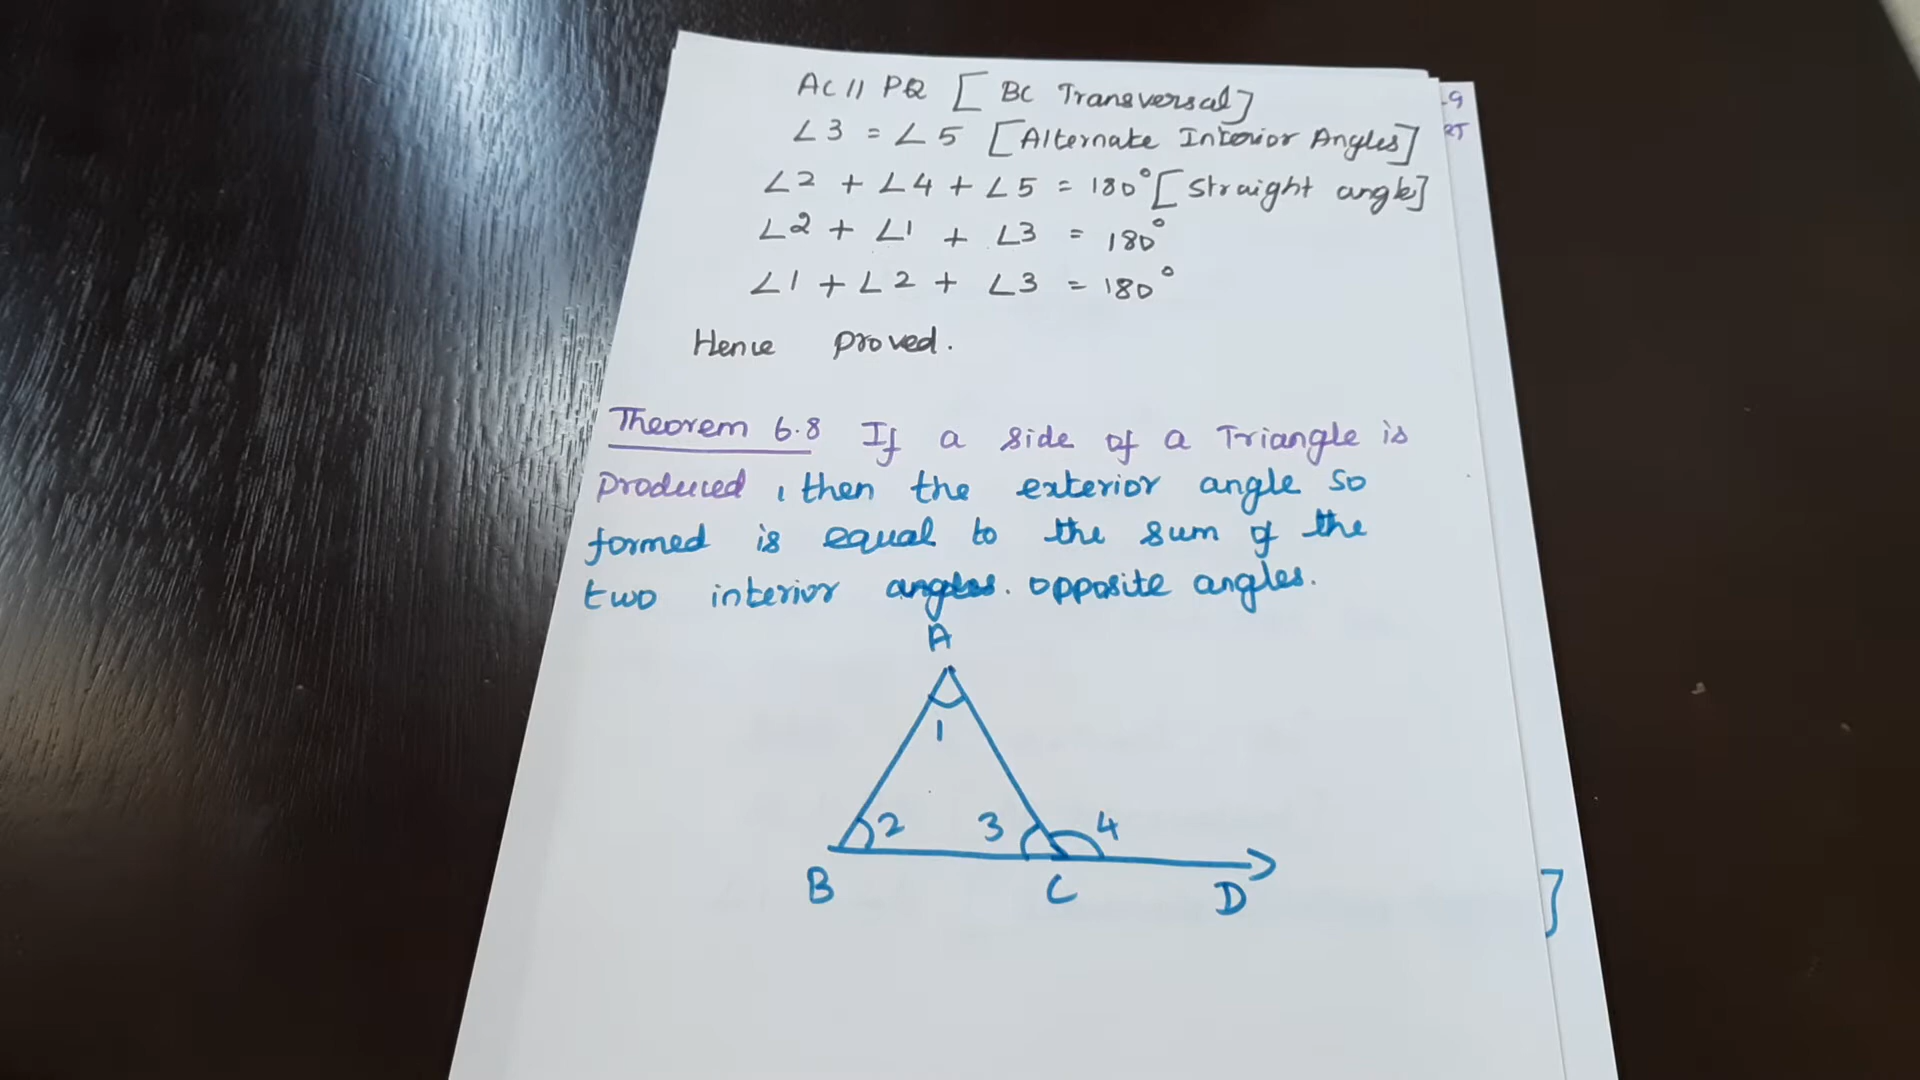 AC || PQ [ BC Transversal]
∠3 = ∠5 [Alternate Interior Angles]
∠2 + ∠4 + ∠5 = 180° [Straight angle]
∠2 + ∠1 + ∠3 = 180°
∠1 + ∠2 + ∠3 = 180°
Hence proved.
Theorem 6.8 If a side of a Triangle is
produced, then the exterior angle so
formed is equal to the sum of the
two interior angles. opposite angles.
A
1
2 3 4
B C D
-9
RT
]